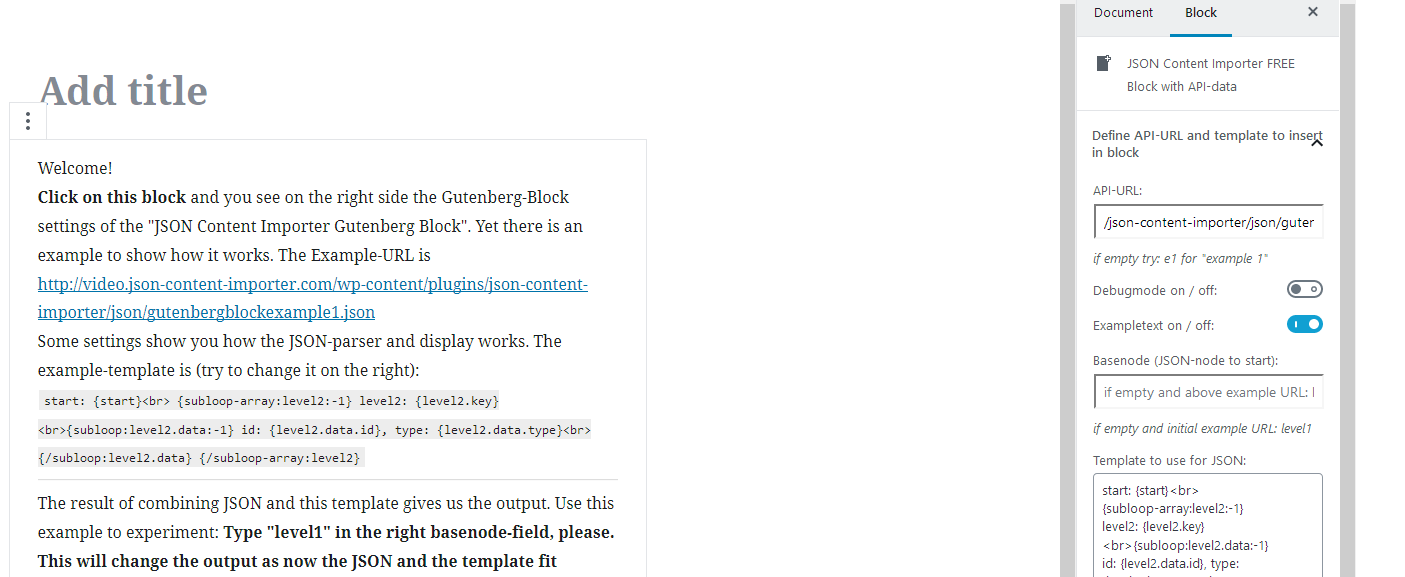 Add title
Welcome!
Click on this block and you see on the right side the Gutenberg-Block
settings of the "JSON Content Importer Gutenberg Block". Yet there is an
example to show how it works. The Example-URL is
http://video.json-content-importer.com/wp-content/plugins/json-content-
importer/json/gutenbergblockexample1.json
Some settings show you how the JSON-parser and display works. The
example-template is (try to change it on the right):
start: {start}<br> {subloop-array:level2:-1} level2: {level2.key}
<br>{subloop:level2.data:-1} id: {level2.data.id}, type: {level2.data.type}<br>
{/subloop:level2.data} {/subloop-array:level2}
The result of combining JSON and this template gives us the output. Use this
example to experiment: Type "level1" in the right basenode-field, please.
This will change the output as now the JSON and the template fit
Document Block
JSON Content Importer FREE
Block with API-data
Define API-URL and template to insert
in block
API-URL:
/json-content-importer/json/guter
if empty try: e1 for "example 1"
Debugmode on / off:
Exampletext on / off:
Basenode (JSON-node to start):
if empty and above example URL: l
if empty and initial example URL: level1
Template to use for JSON:
start: {start}<br>
{subloop-array:level2:-1}
level2: {level2.key}
<br>{subloop:level2.data:-1}
id: {level2.data.id}, type: